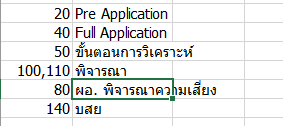 20 Pre Application
40 Full Application
50 ขั้นตอนการวิเคราะห์
100,110 พิจารณา
80 ผอ. พิจารณาความเสี่ยง
140 บสย